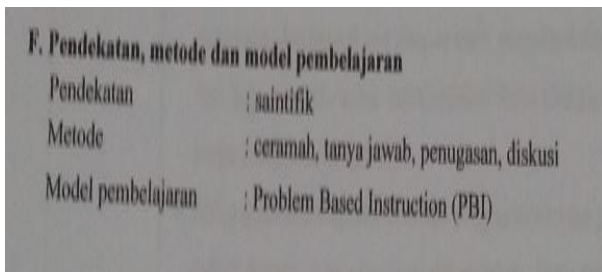 F. Pendekatan, metode dan model pembelajaran
Pendekatan : saintifik
Metode : ceramah, tanya jawab, penugasan, diskusi
Model pembelajaran : Problem Based Instruction (PBI)